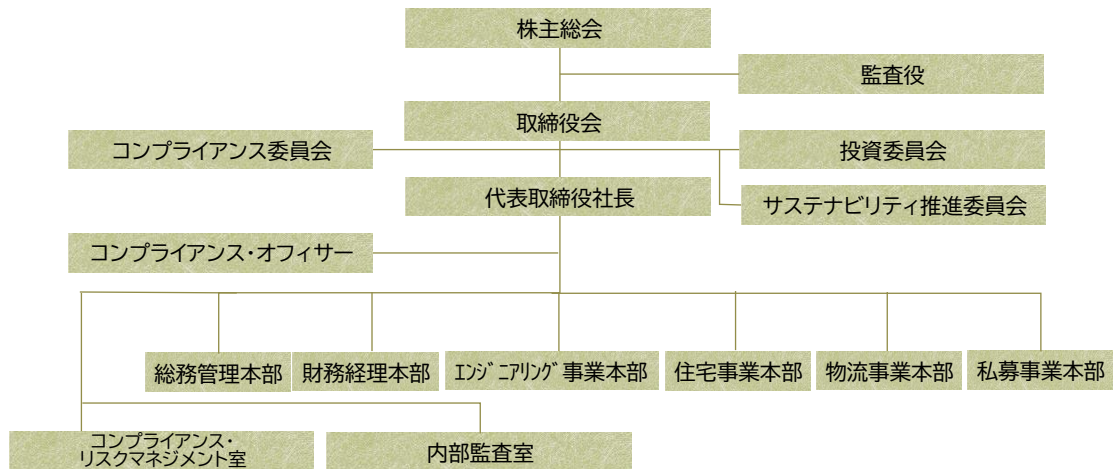 株主総会
監査役
取締役会
コンプライアンス委員会
投資委員会
代表取締役社長
サステナビリティ推進委員会
コンプライアンス・オフィサー
総務管理本部
財務経理本部
ｴﾝｼﾞﾆｱﾘﾝｸﾞ事業本部
住宅事業本部
物流事業本部
私募事業本部
コンプライアンス・
リスクマネジメント室
内部監査室